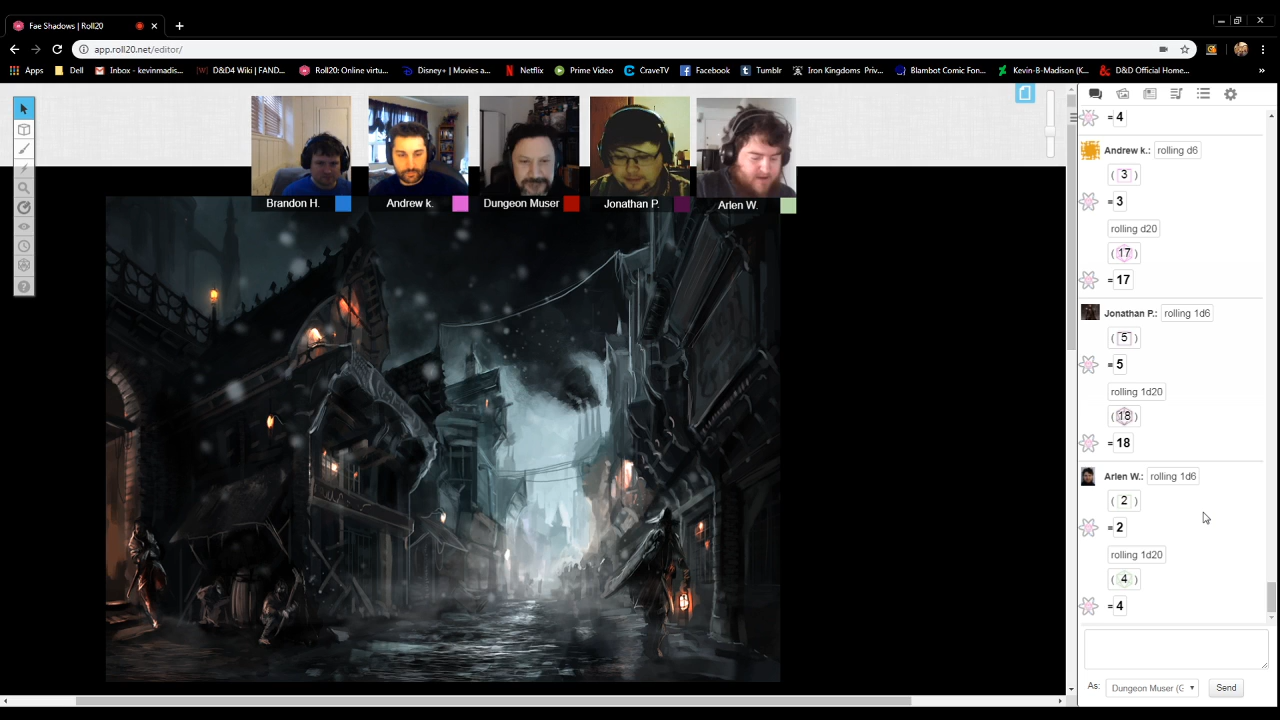 Fae Shadows | Roll20
app.roll20.net/editor/
Apps Dell Inbox - kevinmadis... D&D4 Wiki | FAND... Roll20: Online virtu... Disney+ | Movies a... Netflix Prime Video CraveTV Facebook Tumblr Iron Kingdoms Priv... Blambot Comic Fon... Kevin-B-Madison (K... D&D Official Home... »
Brandon H. Andrew k. Dungeon Muser Jonathan P. Arlen W.
= 4
Andrew k.: rolling d6
( 3 )
= 3
rolling d20
( 17 )
= 17
Jonathan P.: rolling 1d6
( 5 )
= 5
rolling 1d20
( 18 )
= 18
Arlen W.: rolling 1d6
( 2 )
= 2
rolling 1d20
( 4 )
= 4
As: Dungeon Muser (G Send